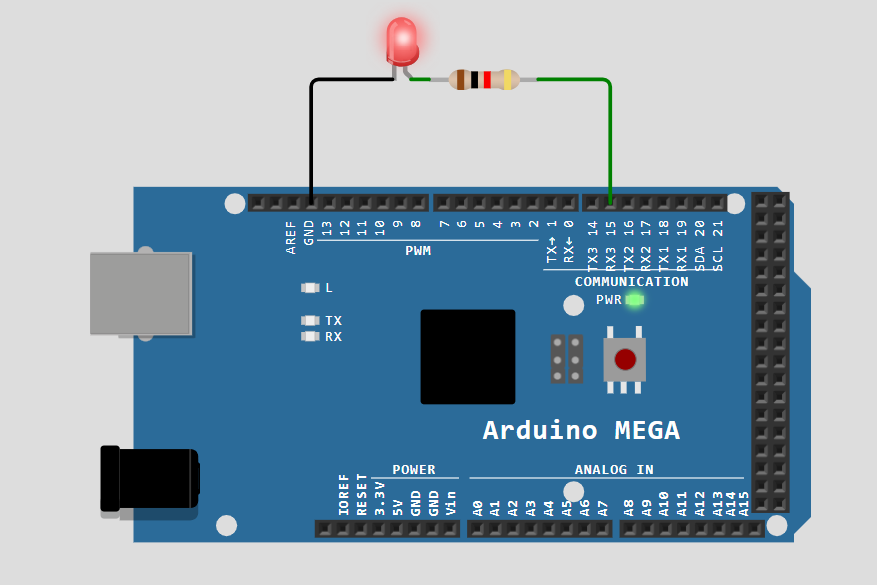 AREF GND 13 12 11 10 9 8 7 6 5 4 3 2 TX→ 1 RX← 0 TX3 14 RX3 15 TX2 16 RX2 17 TX1 18 RX1 19 SDA 20 SCL 21
PWM
COMMUNICATION
L
PWR
TX
RX
Arduino MEGA
POWER ANALOG IN
IOREF RESET 3.3V 5V GND GND Vin A0 A1 A2 A3 A4 A5 A6 A7 A8 A9 A10 A11 A12 A13 A14 A15